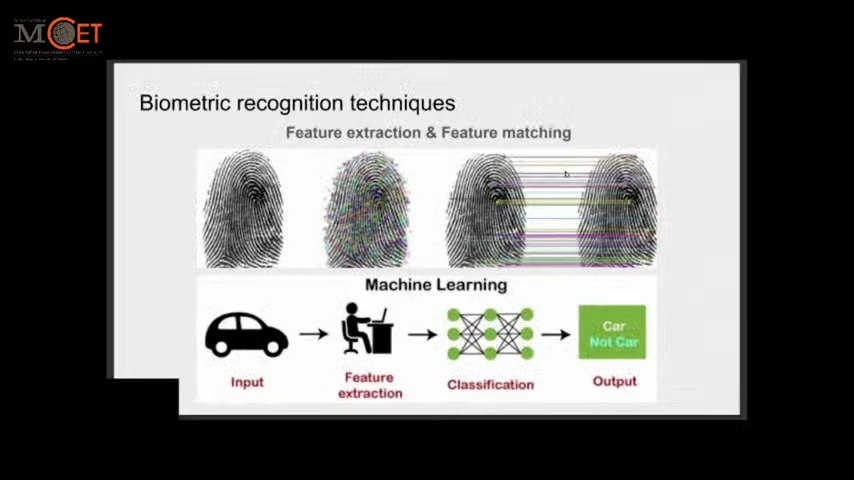 MCET
Biometric recognition techniques
Feature extraction & Feature matching
Machine Learning
Car
Not Car
Input
Feature
extraction
Classification
Output